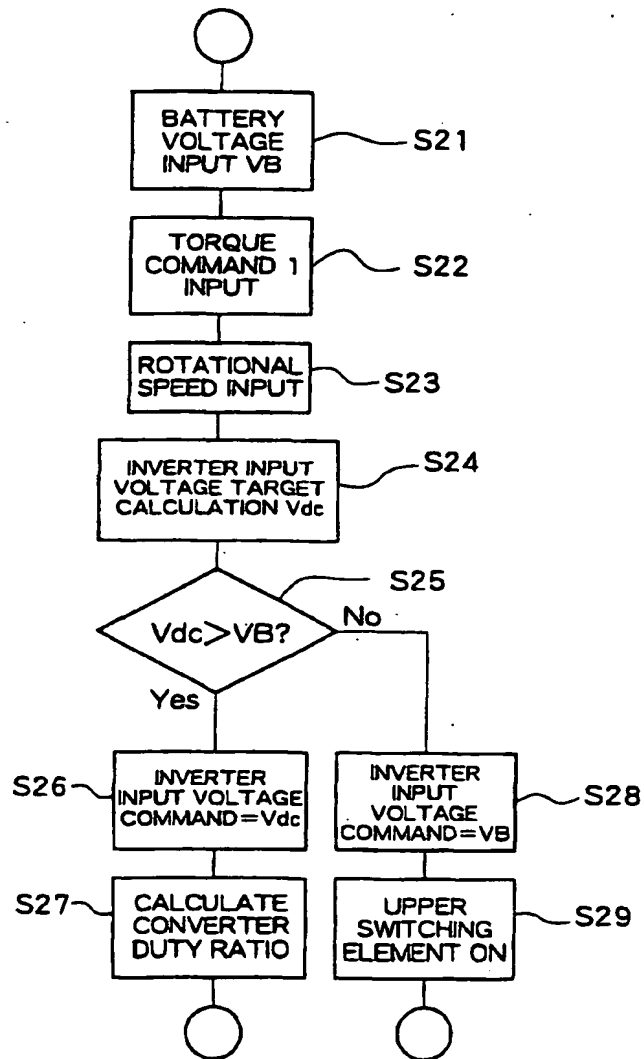 BATTERY
VOLTAGE
INPUT VB
S21
TORQUE
COMMAND 1
INPUT
S22
ROTATIONAL
SPEED INPUT
S23
INVERTER INPUT
VOLTAGE TARGET
CALCULATION Vdc
S24
S25
Vdc>VB?
No
Yes
S26
INVERTER
INPUT VOLTAGE
COMMAND=Vdc
INVERTER
INPUT
VOLTAGE
COMMAND=VB
S28
S27
CALCULATE
CONVERTER
DUTY RATIO
UPPER
SWITCHING
ELEMENT ON
S29